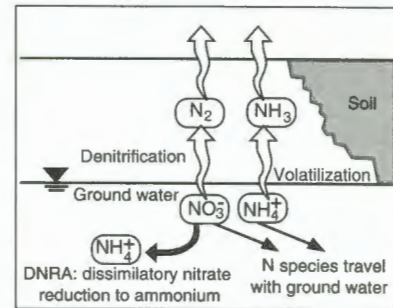 N₂
NH₃
Soil
Denitrification
Volatilization
Ground water
NO₃⁻
NH₄⁺
NH₄⁺
DNRA: dissimilatory nitrate
reduction to ammonium
N species travel
with ground water